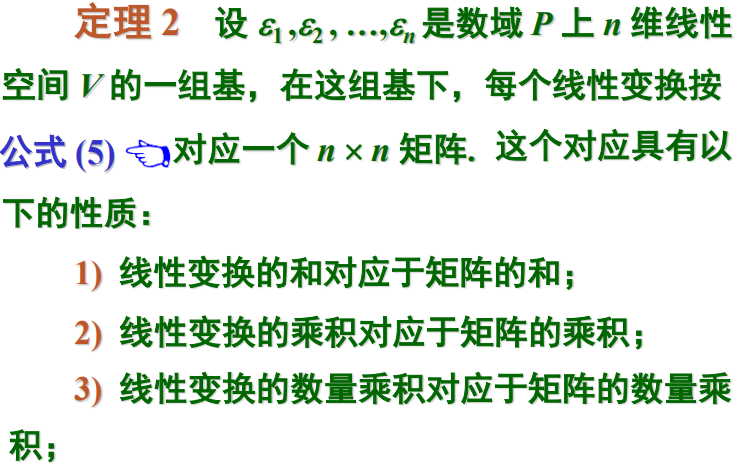 定理 2 设 ε₁,ε₂, …,εₙ 是数域 P 上 n 维线性
空间 V 的一组基，在这组基下，每个线性变换按
公式 (5) 对应一个 n × n 矩阵. 这个对应具有以
下的性质：
1) 线性变换的和对应于矩阵的和；
2) 线性变换的乘积对应于矩阵的乘积；
3) 线性变换的数量乘积对应于矩阵的数量乘
积；